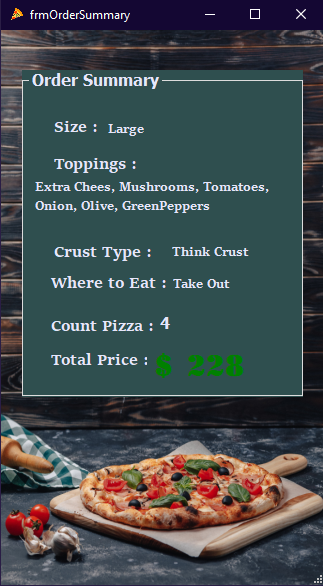 frmOrderSummary
Order Summary
Size : Large
Toppings :
Extra Chees, Mushrooms, Tomatoes,
Onion, Olive, GreenPeppers
Crust Type : Think Crust
Where to Eat : Take Out
Count Pizza : 4
Total Price : $ 228